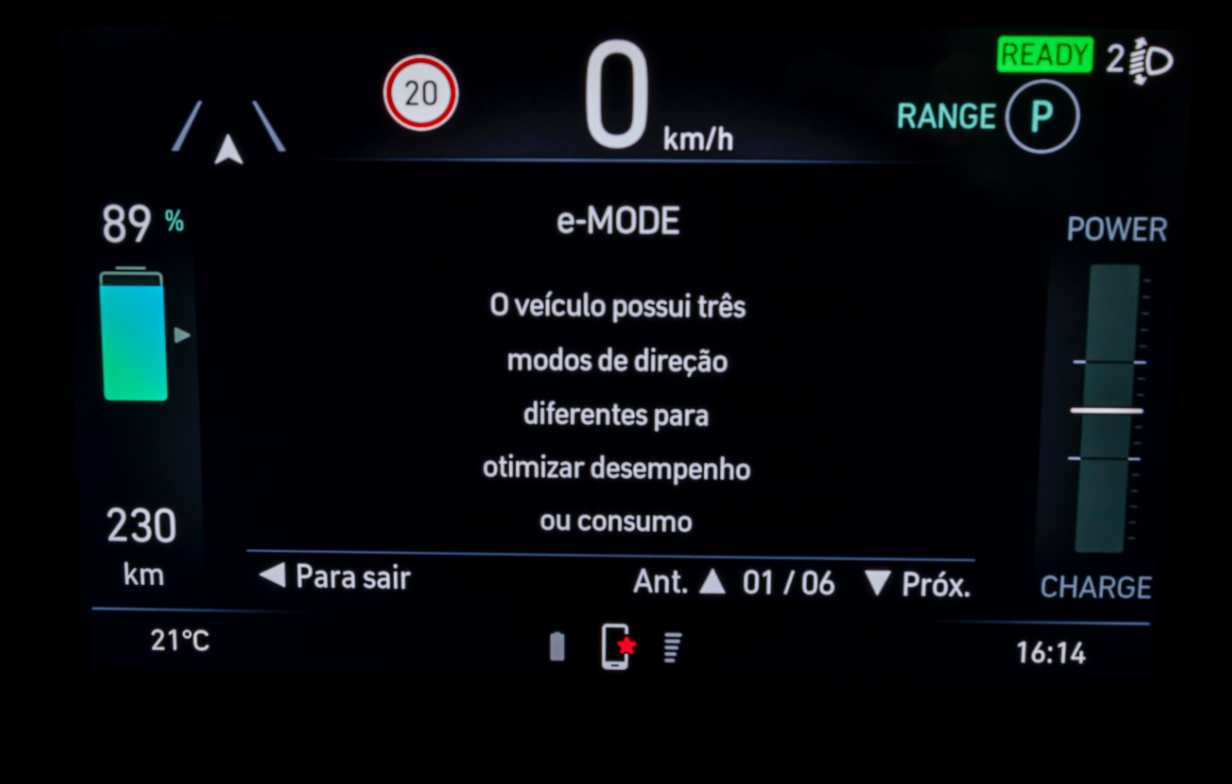 READY 2
20 0 km/h
RANGE P
89 %
e-MODE
POWER
O veículo possui três
modos de direção
diferentes para
otimizar desempenho
ou consumo
230
km
Para sair Ant. 01 / 06 Próx.
CHARGE
21°C 16:14